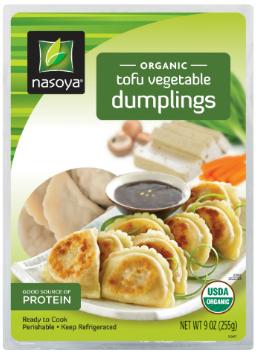 nasoya®
ORGANIC
tofu vegetable
dumplings
GOOD SOURCE OF
PROTEIN
Ready to Cook
Perishable • Keep Refrigerated
USDA
ORGANIC
NET WT 9 OZ (255g)